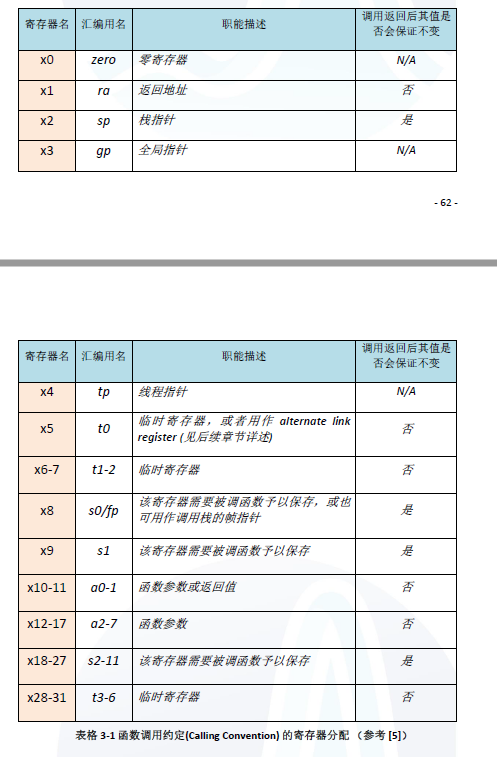 寄存器名 汇编用名 职能描述 调用返回后其值是
否会保证不变
x0 zero 零寄存器 N/A
x1 ra 返回地址 否
x2 sp 栈指针 是
x3 gp 全局指针 N/A
- 62 -
寄存器名 汇编用名 职能描述 调用返回后其值是
否会保证不变
x4 tp 线程指针 N/A
x5 t0 临时寄存器，或者用作 alternate link
register (见后续章节详述) 否
x6-7 t1-2 临时寄存器 否
x8 s0/fp 该寄存器需要被调函数予以保存，或也
可用作调用栈的帧指针 是
x9 s1 该寄存器需要被调函数予以保存 是
x10-11 a0-1 函数参数或返回值 否
x12-17 a2-7 函数参数 否
x18-27 s2-11 该寄存器需要被调函数予以保存 是
x28-31 t3-6 临时寄存器 否
表格 3-1 函数调用约定(Calling Convention) 的寄存器分配 （参考 [5]）